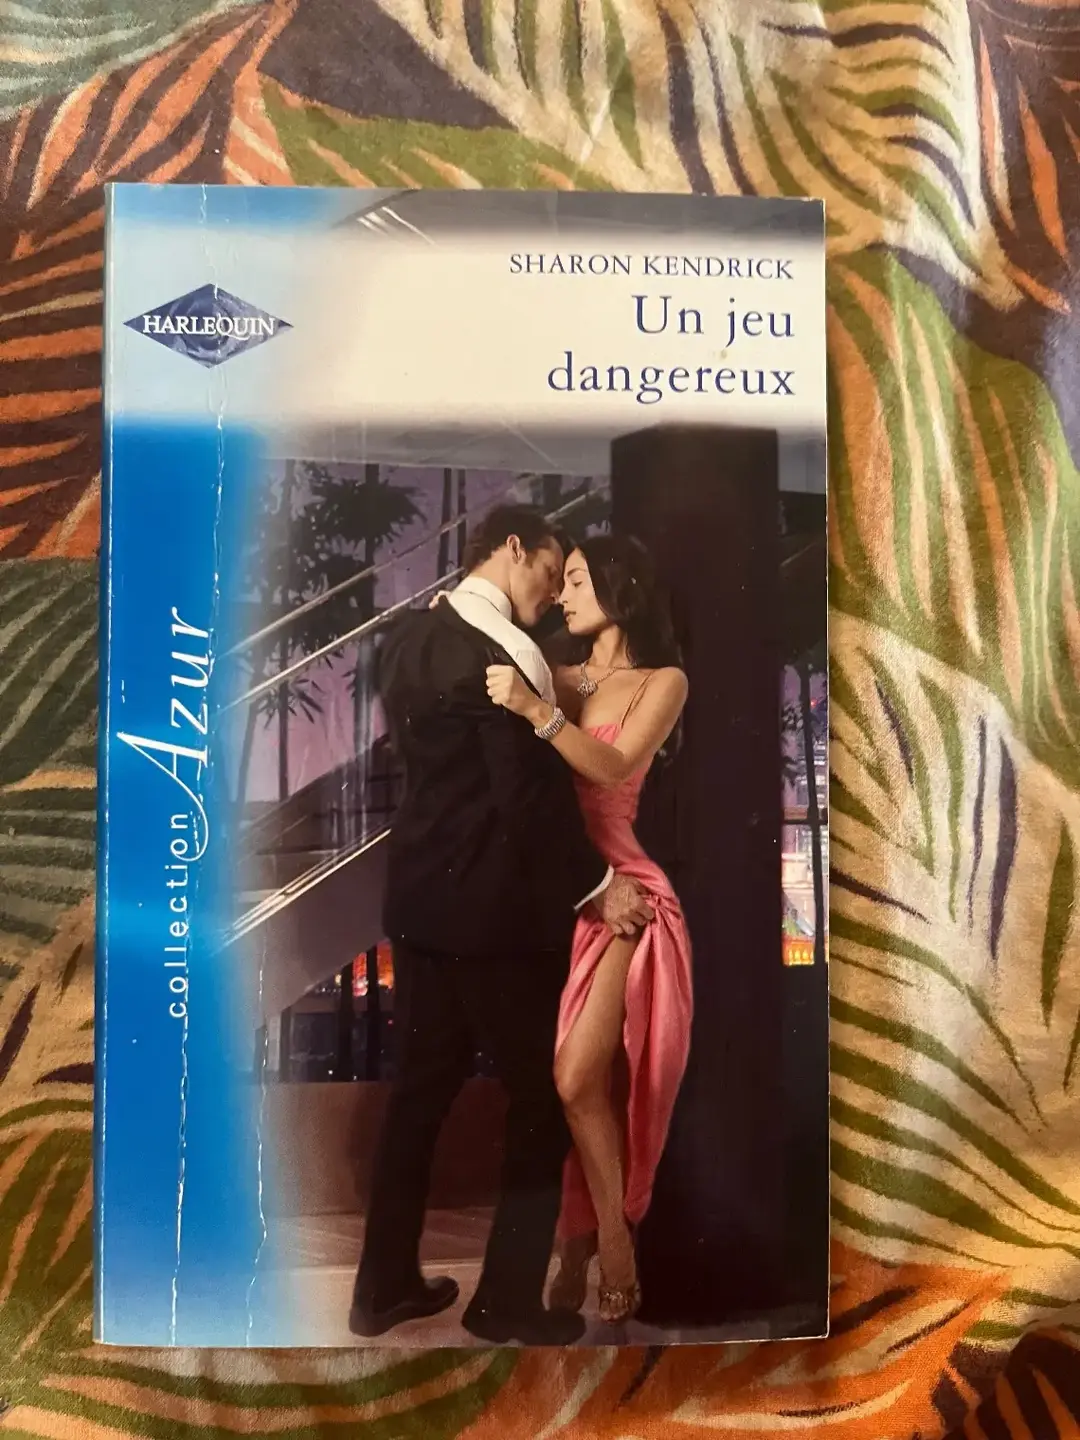 SHARON KENDRICK
Un jeu
dangereux
HARLEQUIN
collection Azur